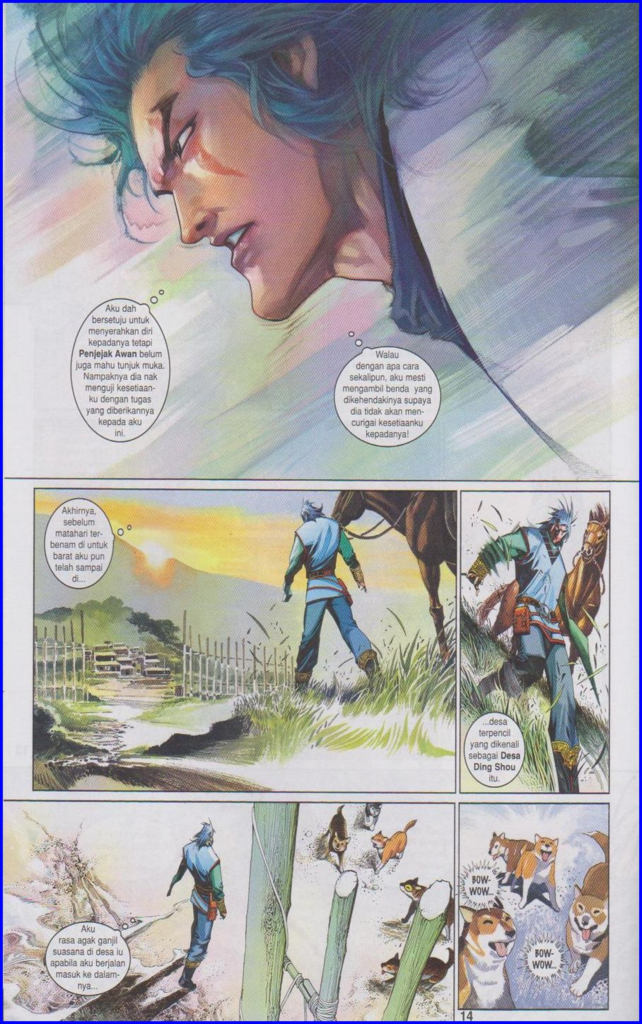 Aku dah
bersetuju untuk
menyerahkan diri
kepadanya tetapi
Penjejak Awan belum
juga mahu tunjuk muka.
Nampaknya dia nak
menguji kesetiaan-
ku dengan tugas
yang diberikannya
kepada aku
ini.
Walau
dengan apa cara
sekalipun, aku mesti
mengambil benda yang
dikehendakinya supaya
dia tidak akan men-
curigai kesetiaanku
kepadanya!
Akhirnya,
sebelum
matahari ter-
benam di untuk
barat aku pun
telah sampai
di...
...desa
terpencil
yang dikenali
sebagai Desa
Ding Shou
itu.
Aku
rasa agak ganjil
suasana di desa iu
apabila aku berjalan
masuk ke dalam-
nya...
BOW-
WOW...
BOW-
WOW...
14